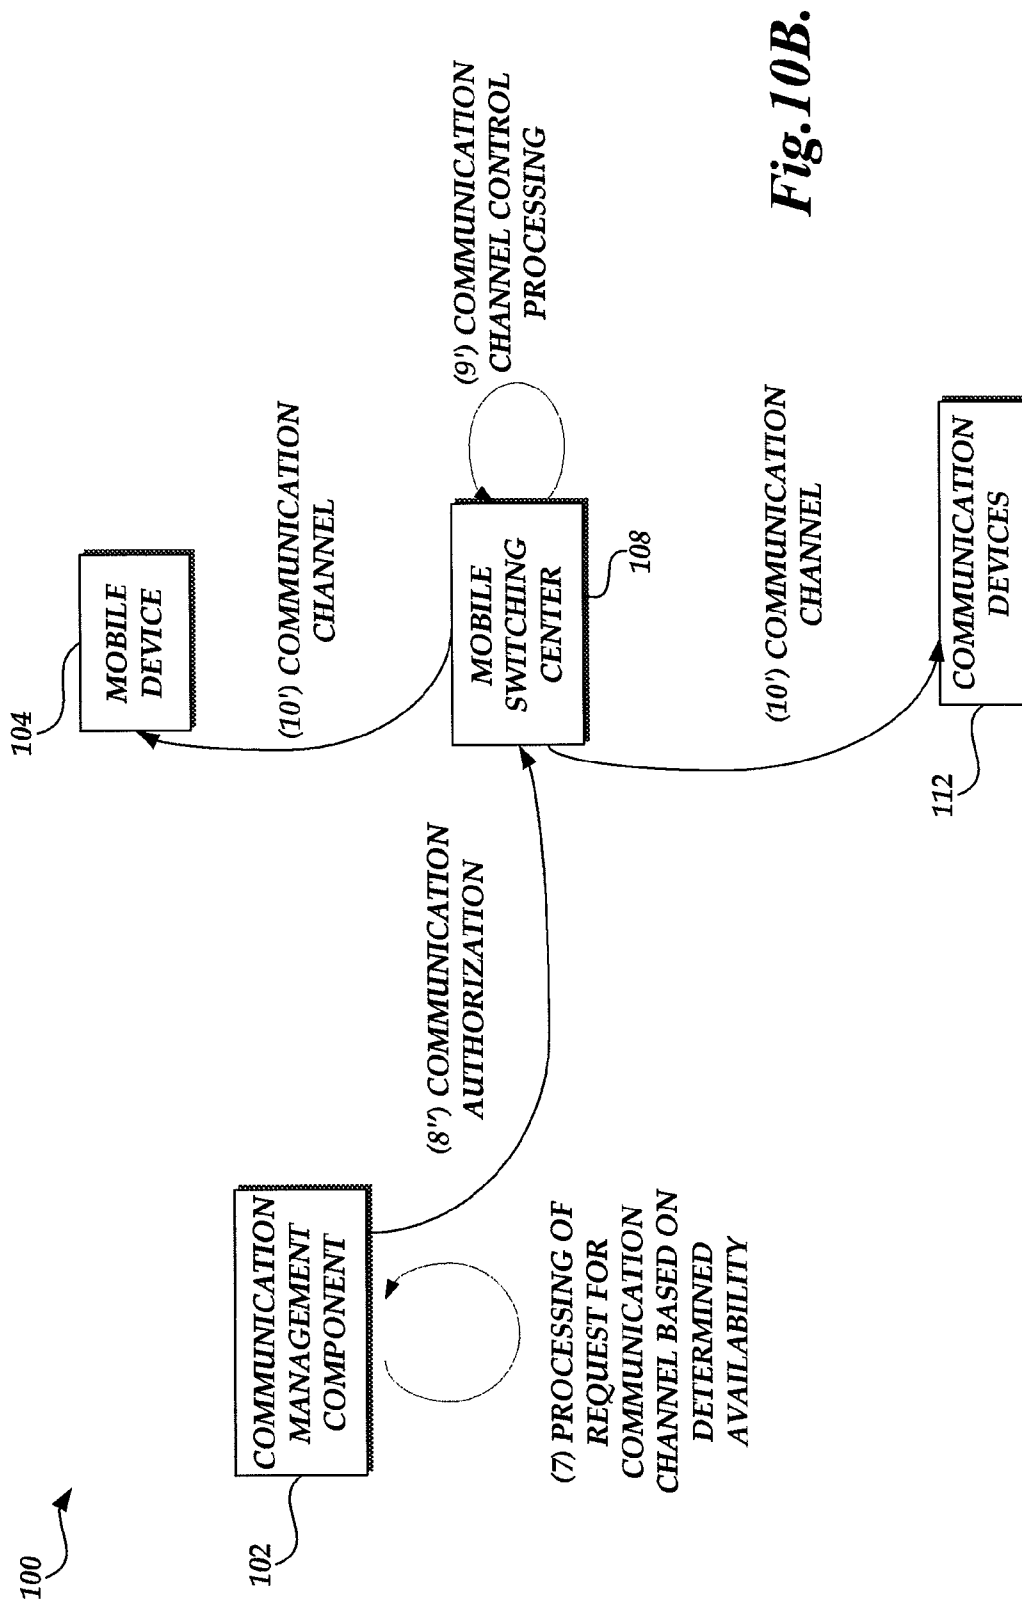 100
102
COMMUNICATION
MANAGEMENT
COMPONENT
(7) PROCESSING OF
REQUEST FOR
COMMUNICATION
CHANNEL BASED ON
DETERMINED
AVAILABILITY
(8") COMMUNICATION
AUTHORIZATION
104
MOBILE
DEVICE
(10') COMMUNICATION
CHANNEL
MOBILE
SWITCHING
CENTER
108
(9') COMMUNICATION
CHANNEL CONTROL
PROCESSING
(10') COMMUNICATION
CHANNEL
112
COMMUNICATION
DEVICES
Fig.10B.